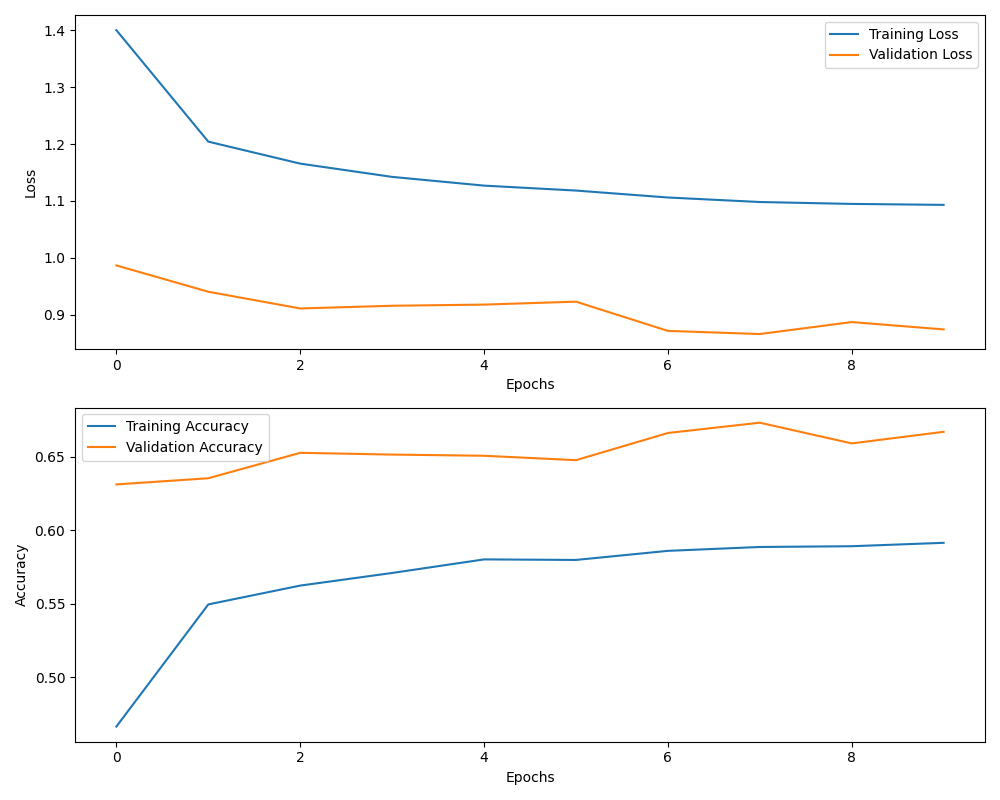 1.4
1.3
1.2
1.1
1.0
0.9
Loss
Training Loss
Validation Loss
0 2 4 6 8
Epochs
0.65
0.60
0.55
0.50
Accuracy
Training Accuracy
Validation Accuracy
0 2 4 6 8
Epochs